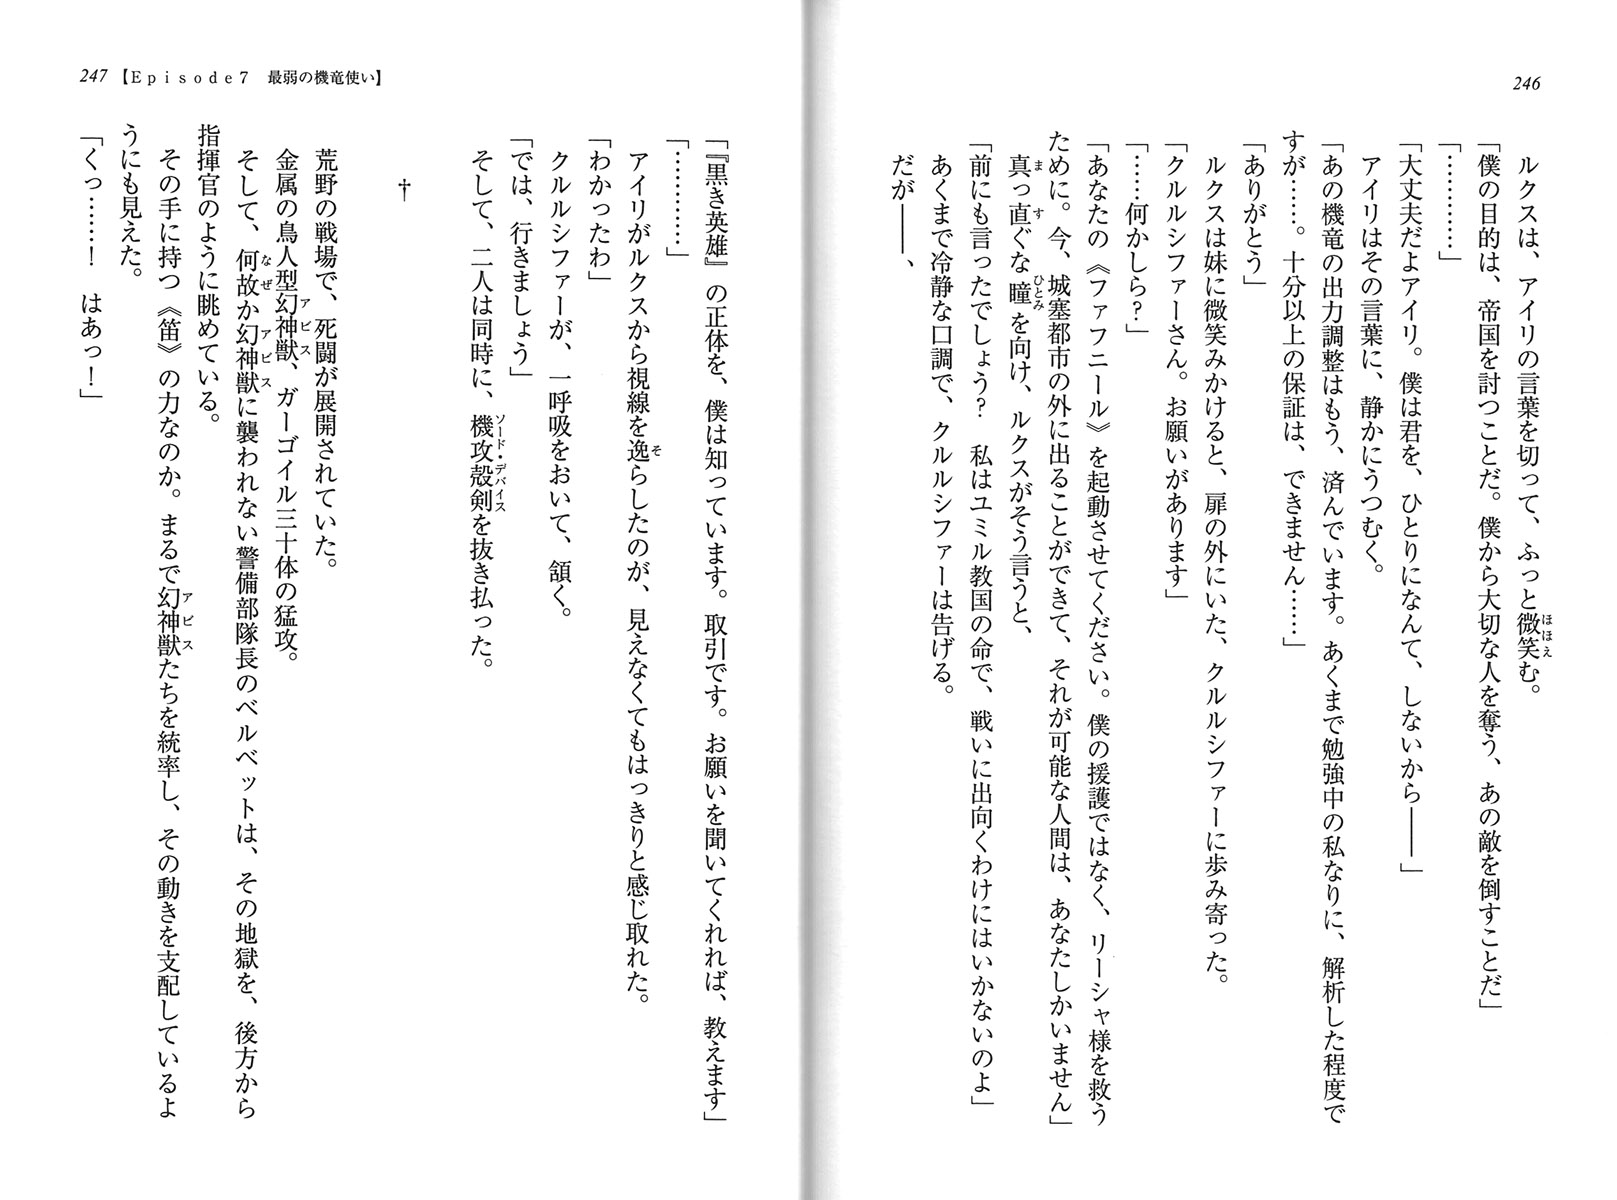 246
ルクスは、アイリの言葉を切って、ふっと微笑む。
「僕の目的は、帝国を討つことだ。僕から大切な人を奪う、あの敵を倒すことだ」
「…………」
「大丈夫だよアイリ。僕は君を、ひとりになんて、しないから――」
アイリはその言葉に、静かにうつむく。
「あの機竜の出力調整はもう、済んでいます。あくまで勉強中の私なりに、解析した程度で
すが……。十分以上の保証は、できません……」
「ありがとう」
ルクスは妹に微笑みかけると、扉の外にいた、クルルシファーに歩み寄った。
「クルルシファーさん。お願いがあります」
「……何かしら？」
「あなたの《ファフニール》を起動させてください。僕の援護ではなく、リーシャ様を救う
ために。今、城塞都市の外に出ることができて、それが可能な人間は、あなたしかいません」
真っ直ぐな瞳を向け、ルクスがそう言うと、
「前にも言ったでしょう？　私はユミル教国の命で、戦いに出向くわけにはいかないのよ」
あくまで冷静な口調で、クルルシファーは告げる。
だが――、
247【Episode7　最弱の機竜使い】
「『黒き英雄』の正体を、僕は知っています。取引です。お願いを聞いてくれれば、教えます」
「…………」
アイリがルクスから視線を逸らしたのが、見えなくてもはっきりと感じ取れた。
「わかったわ」
クルルシファーが、一呼吸をおいて、頷く。
「では、行きましょう」
そして、二人は同時に、機攻殻剣を抜き払った。
†
荒野の戦場で、死闘が展開されていた。
金属の鳥人型幻神獣、ガーゴイル三十体の猛攻。
そして、何故か幻神獣に襲われない警備部隊長のベルベットは、その地獄を、後方から
指揮官のように眺めている。
その手に持つ《笛》の力なのか。まるで幻神獣たちを統率し、その動きを支配しているよ
うにも見えた。
「くっ……！　はあっ！」